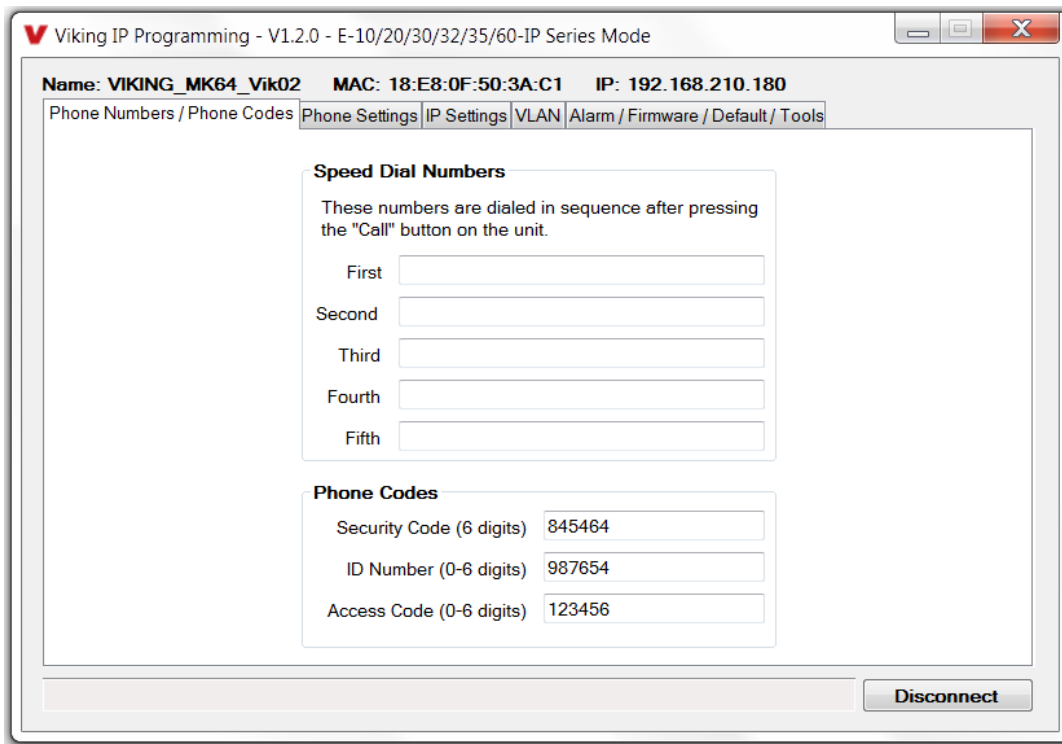 Viking IP Programming - V1.2.0 - E-10/20/30/32/35/60-IP Series Mode
Name: VIKING_MK64_Vik02 MAC: 18:E8:0F:50:3A:C1 IP: 192.168.210.180
Phone Numbers / Phone Codes Phone Settings IP Settings VLAN Alarm / Firmware / Default / Tools
Speed Dial Numbers
These numbers are dialed in sequence after pressing
the "Call" button on the unit.
First
Second
Third
Fourth
Fifth
Phone Codes
Security Code (6 digits) 845464
ID Number (0-6 digits) 987654
Access Code (0-6 digits) 123456
Disconnect